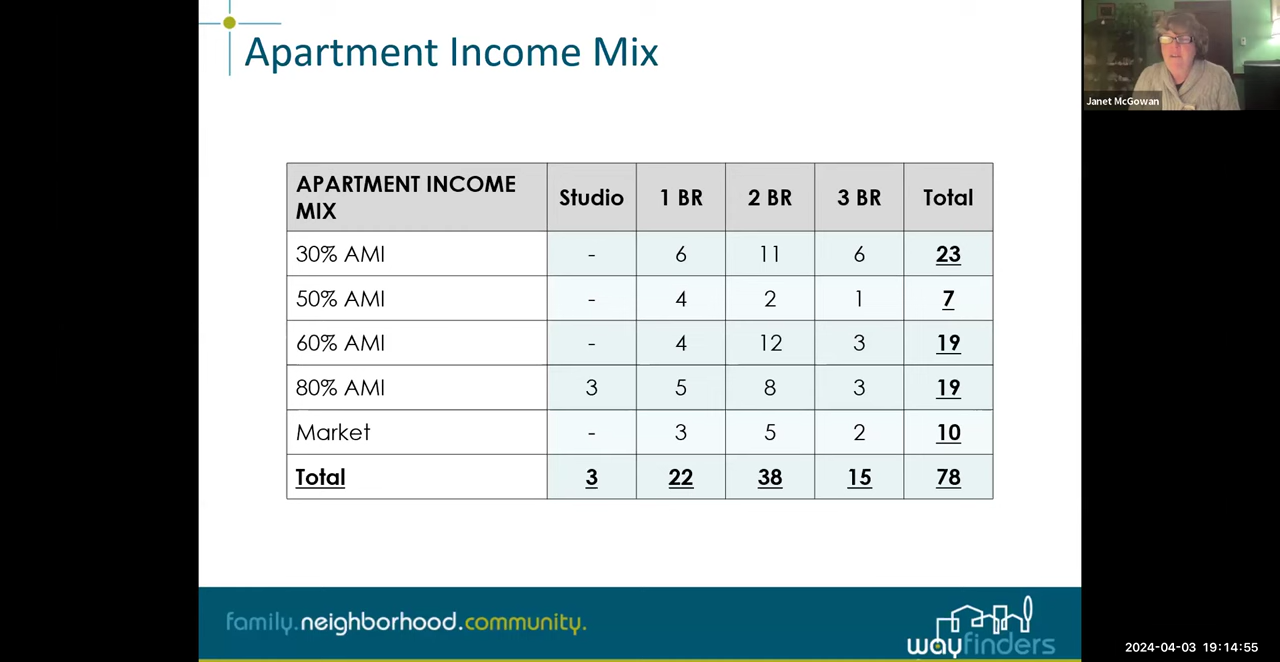 Apartment Income Mix
Janet McGowan
APARTMENT INCOME MIX Studio 1 BR 2 BR 3 BR Total
30% AMI - 6 11 6 23
50% AMI - 4 2 1 7
60% AMI - 4 12 3 19
80% AMI 3 5 8 3 19
Market - 3 5 2 10
Total 3 22 38 15 78
family.neighborhood.community.
wayfinders
2024-04-03 19:14:55